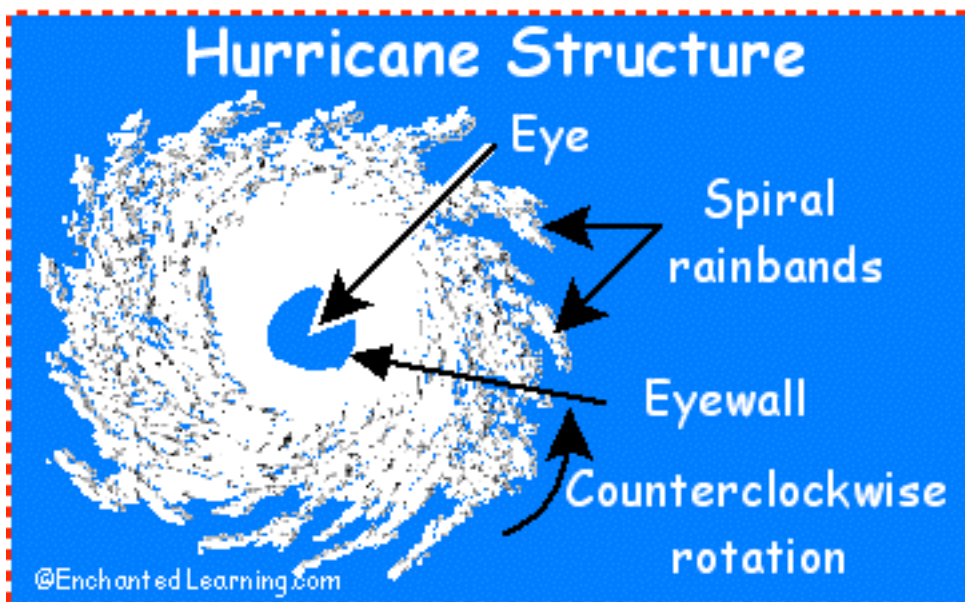 Hurricane Structure
Eye
Spiral
rainbands
Eyewall
Counterclockwise
rotation
@EnchantedLearning.com